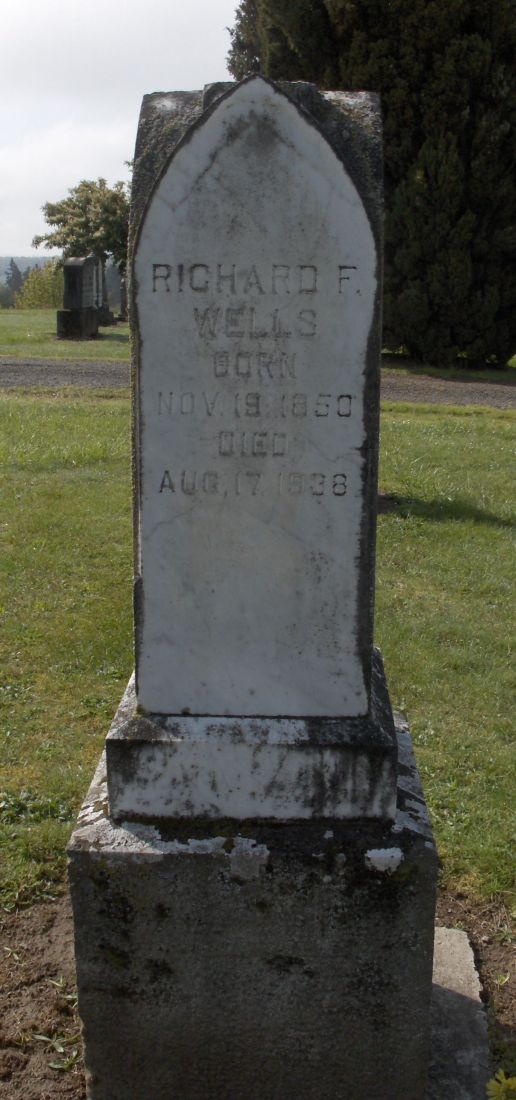 RICHARD F.
WELLS
BORN
NOV. 19. 1850
DIED
AUG, 17. 1938